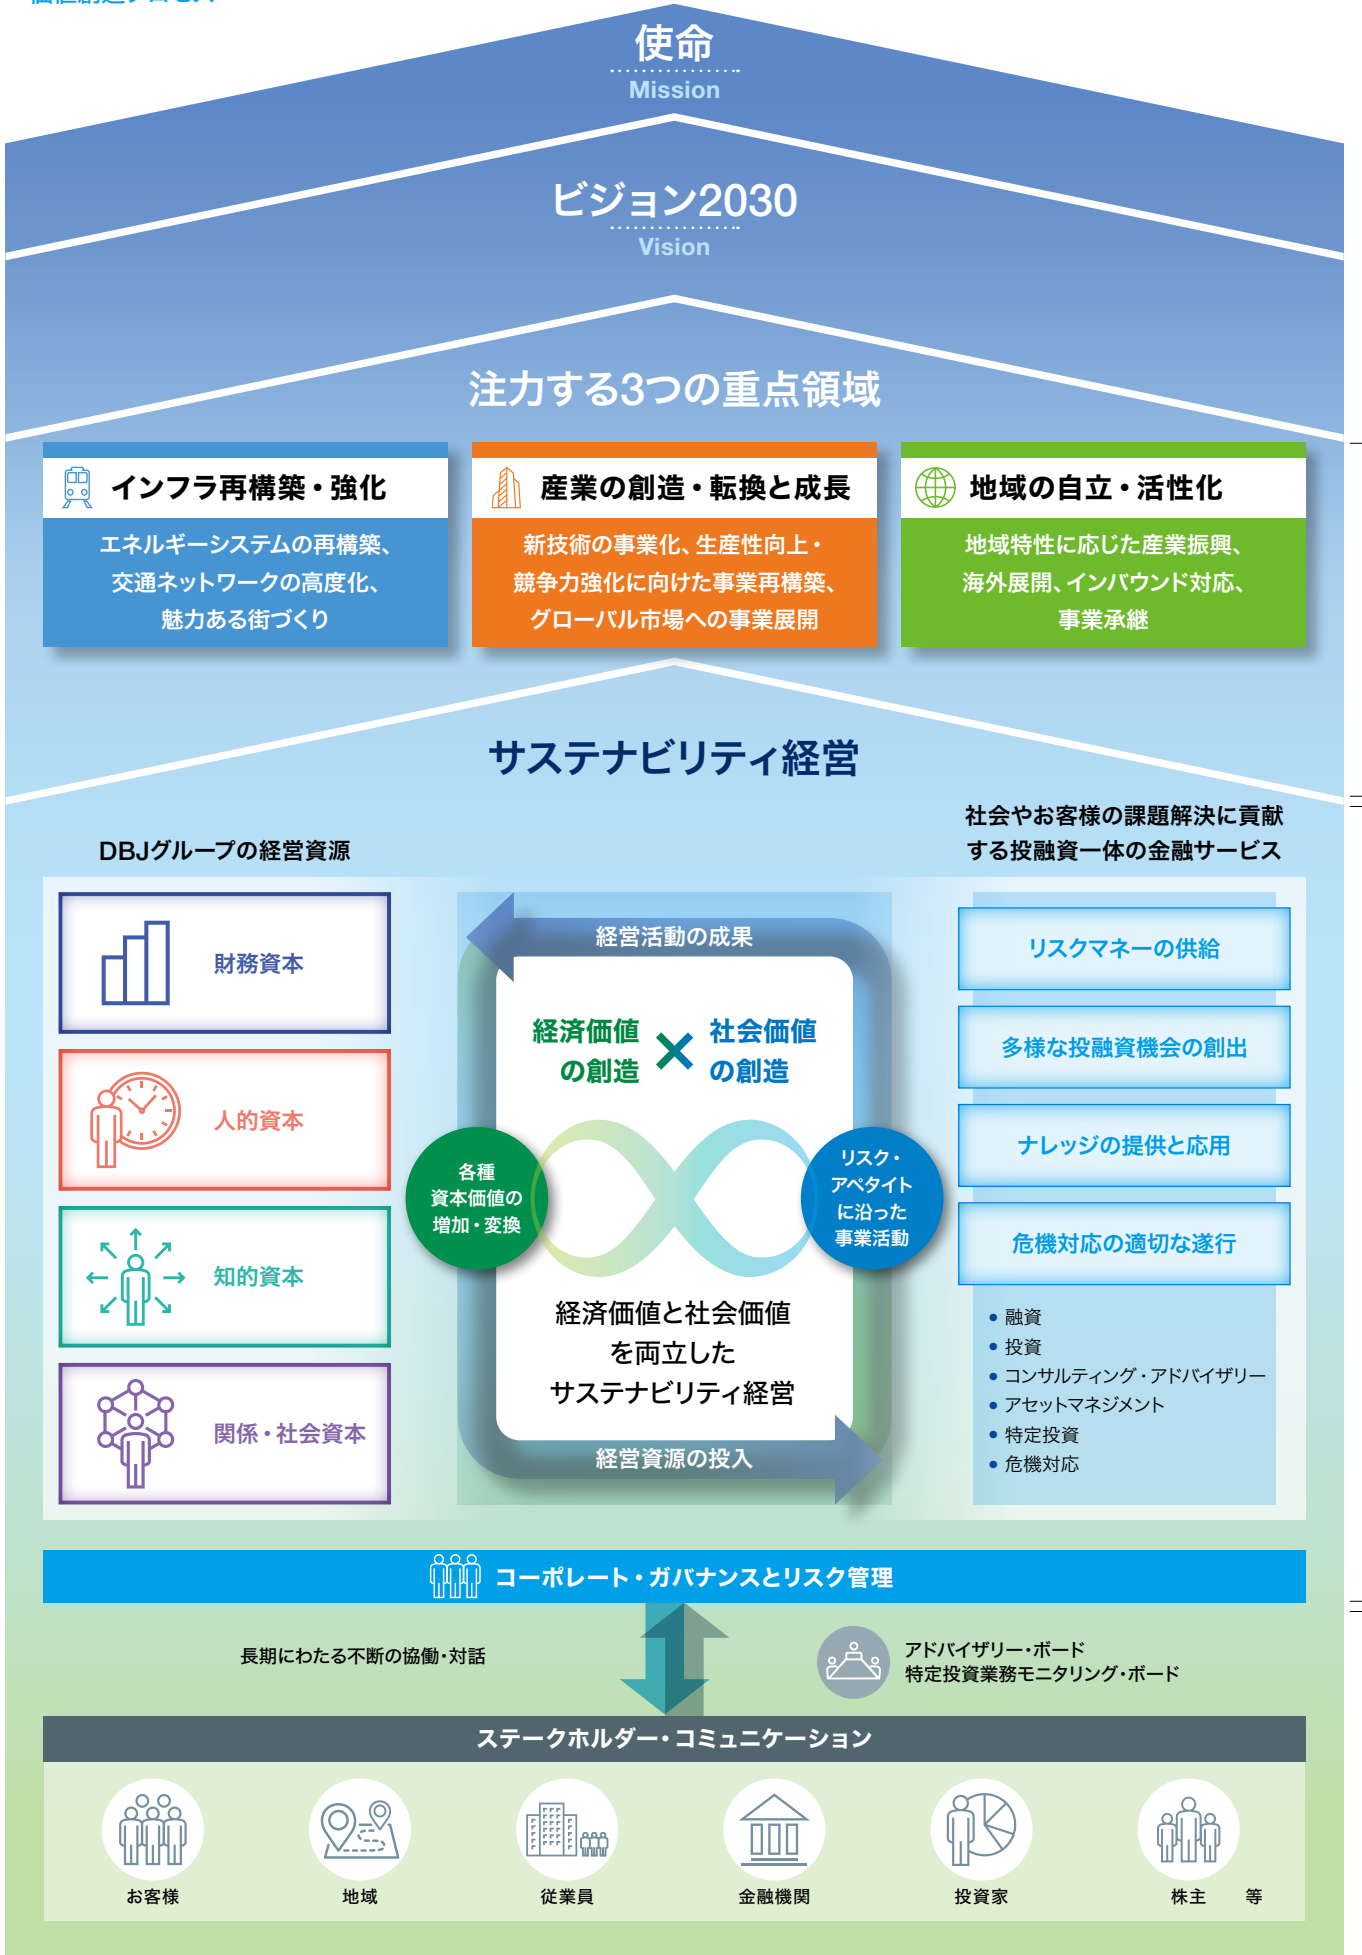 価値創造プロセス
使命
Mission
ビジョン2030
Vision
注力する3つの重点領域
インフラ再構築・強化
エネルギーシステムの再構築、
交通ネットワークの高度化、
魅力ある街づくり
産業の創造・転換と成長
新技術の事業化、生産性向上・
競争力強化に向けた事業再構築、
グローバル市場への事業展開
地域の自立・活性化
地域特性に応じた産業振興、
海外展開、インバウンド対応、
事業承継
サステナビリティ経営
DBJグループの経営資源
財務資本
人的資本
知的資本
関係・社会資本
経営活動の成果
経済価値
の創造
×
社会価値
の創造
各種
資本価値の
増加・変換
リスク・
アペタイト
に沿った
事業活動
経済価値と社会価値
を両立した
サステナビリティ経営
経営資源の投入
社会やお客様の課題解決に貢献
する投融資一体の金融サービス
リスクマネーの供給
多様な投融資機会の創出
ナレッジの提供と応用
危機対応の適切な遂行
● 融資
● 投資
● コンサルティング・アドバイザリー
● アセットマネジメント
● 特定投資
● 危機対応
コーポレート・ガバナンスとリスク管理
長期にわたる不断の協働・対話
アドバイザリー・ボード
特定投資業務モニタリング・ボード
ステークホルダー・コミュニケーション
お客様
地域
従業員
金融機関
投資家
株主 等